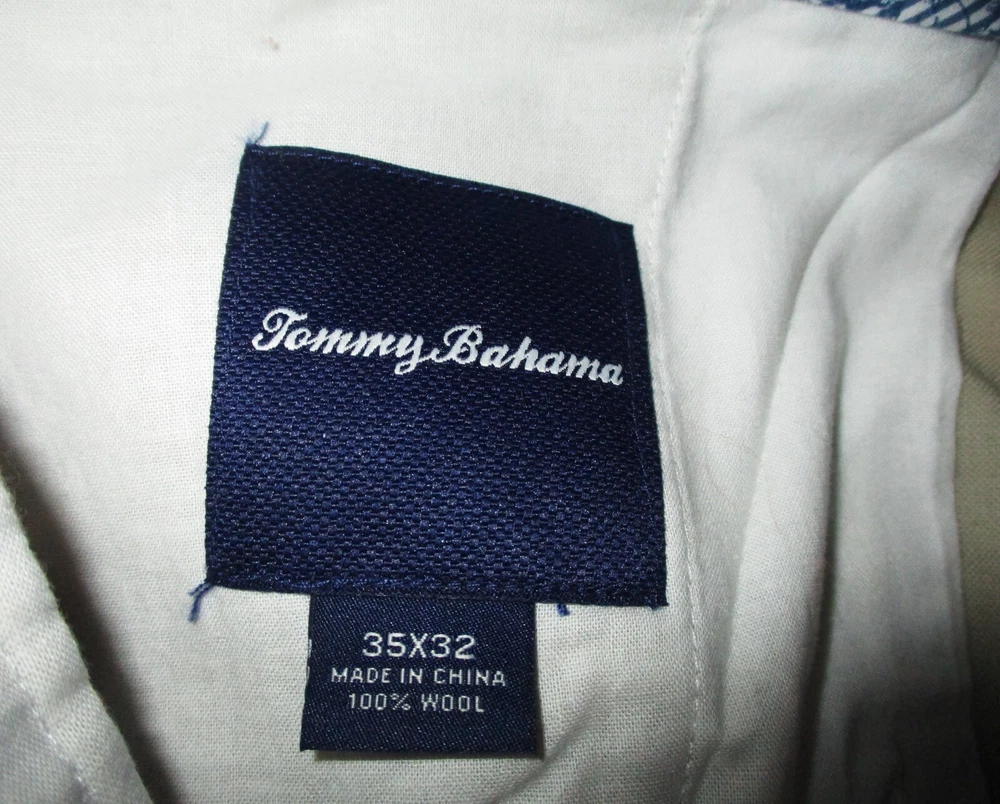 Tommy Bahama
35X32
MADE IN CHINA
100% WOOL